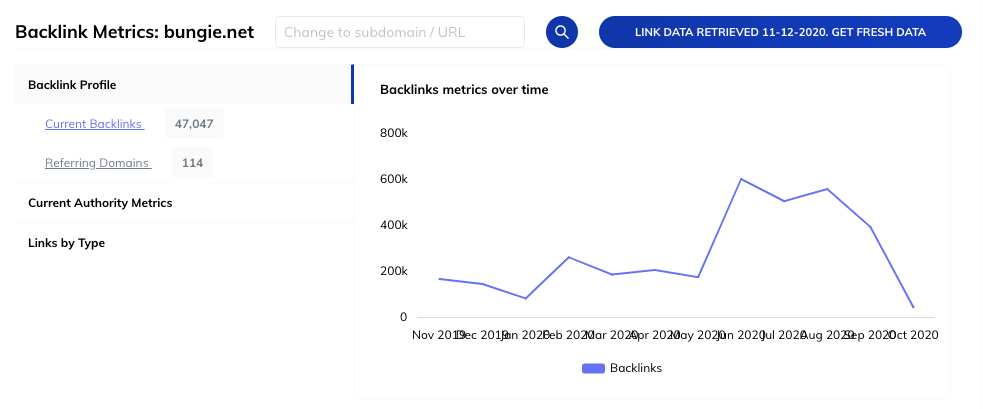 Backlink Metrics: bungie.net
Change to subdomain / URL
LINK DATA RETRIEVED 11-12-2020. GET FRESH DATA
Backlink Profile
Current Backlinks
47,047
Referring Domains
114
Current Authority Metrics
Links by Type
Backlinks metrics over time
800k
600k
400k
200k
0
Nov 2019 Dec 2019 Jan 2020 Feb 2020 Mar 2020 Apr 2020 May 2020 Jun 2020 Jul 2020 Aug 2020 Sep 2020 Oct 2020
Backlinks